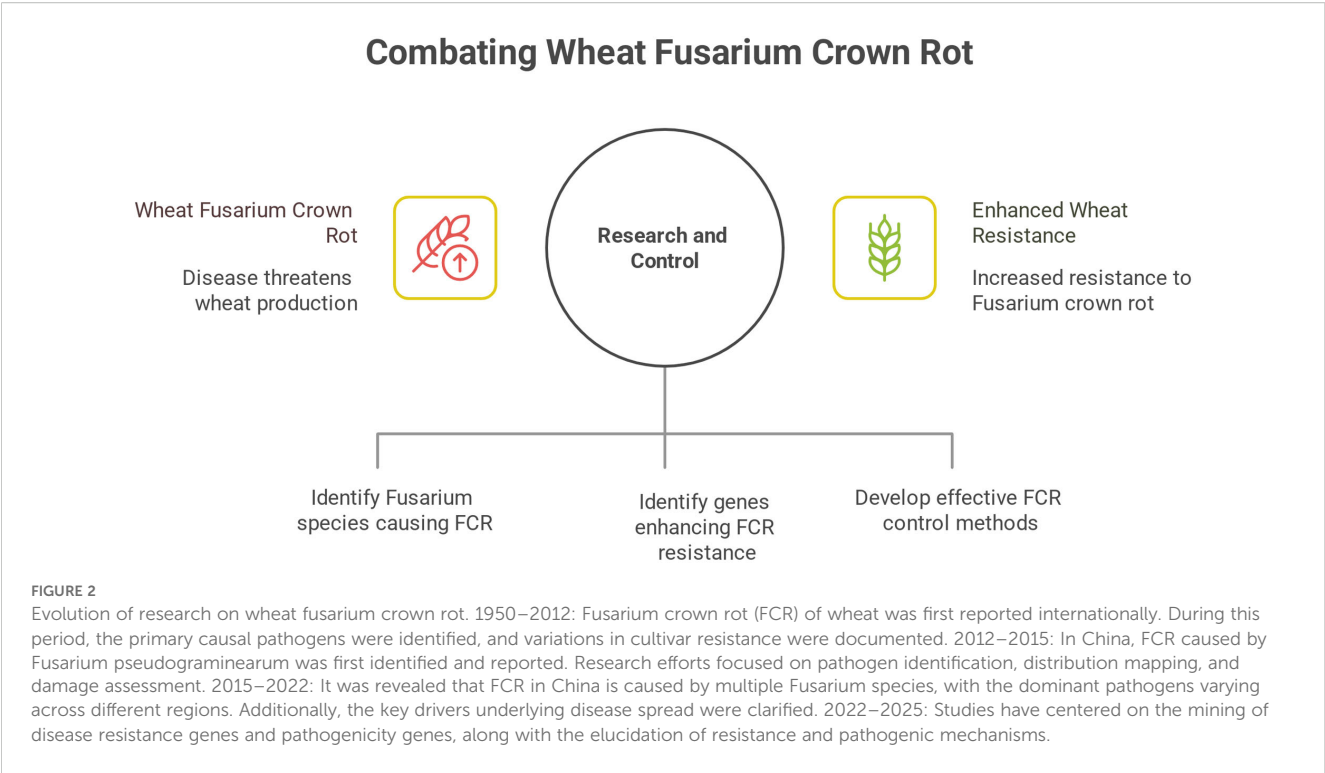 Combating Wheat Fusarium Crown Rot
Wheat Fusarium Crown
Rot
Disease threatens
wheat production
Research and
Control
Enhanced Wheat
Resistance
Increased resistance to
Fusarium crown rot
Identify Fusarium
species causing FCR
Identify genes
enhancing FCR
resistance
Develop effective FCR
control methods
FIGURE 2
Evolution of research on wheat fusarium crown rot. 1950–2012: Fusarium crown rot (FCR) of wheat was first reported internationally. During this
period, the primary causal pathogens were identified, and variations in cultivar resistance were documented. 2012–2015: In China, FCR caused by
Fusarium pseudograminearum was first identified and reported. Research efforts focused on pathogen identification, distribution mapping, and
damage assessment. 2015–2022: It was revealed that FCR in China is caused by multiple Fusarium species, with the dominant pathogens varying
across different regions. Additionally, the key drivers underlying disease spread were clarified. 2022–2025: Studies have centered on the mining of
disease resistance genes and pathogenicity genes, along with the elucidation of resistance and pathogenic mechanisms.